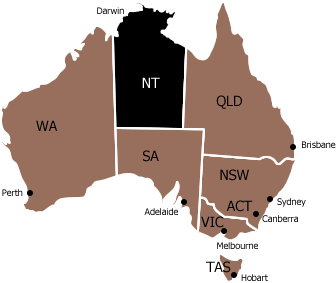 Darwin
NT
QLD
WA
Brisbane
SA
NSW
Perth
Sydney
ACT
Adelaide
Canberra
VIC
Melbourne
TAS
Hobart